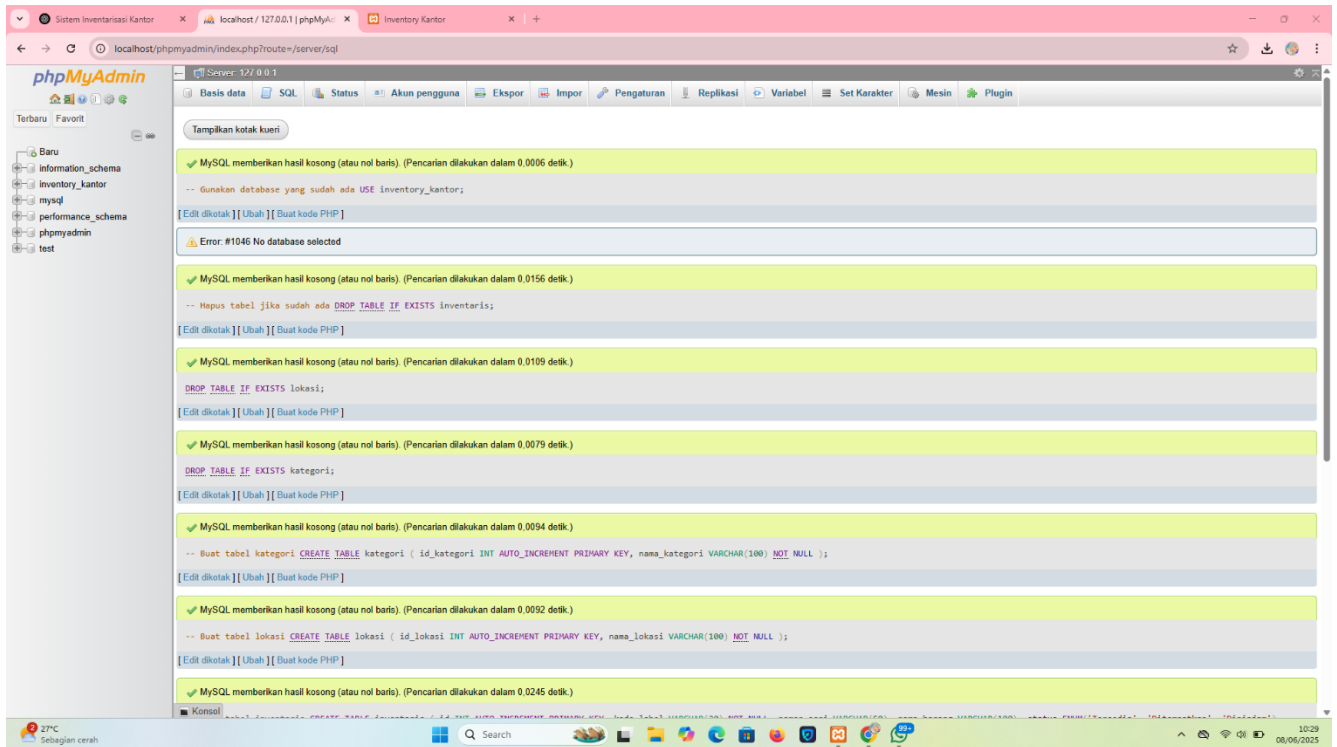 Sistem Inventarisasi Kantor
localhost / 127.0.0.1 | phpMyAd
Inventory Kantor
localhost/phpmyadmin/index.php?route=/server/sql
phpMyAdmin
Terbaru Favorit
Baru
information_schema
inventory_kantor
mysql
performance_schema
phpmyadmin
test
Server: 127.0.0.1
Basis data SQL Status Akun pengguna Ekspor Impor Pengaturan Replikasi Variabel Set Karakter Mesin Plugin
Tampilkan kotak kueri
MySQL memberikan hasil kosong (atau nol baris). (Pencarian dilakukan dalam 0,0006 detik.)
-- Gunakan database yang sudah ada USE inventory_kantor;
[ Edit dikotak ] [ Ubah ] [ Buat kode PHP ]
Error: #1046 No database selected
MySQL memberikan hasil kosong (atau nol baris). (Pencarian dilakukan dalam 0,0156 detik.)
-- Hapus tabel jika sudah ada DROP TABLE IF EXISTS inventaris;
[ Edit dikotak ] [ Ubah ] [ Buat kode PHP ]
MySQL memberikan hasil kosong (atau nol baris). (Pencarian dilakukan dalam 0,0109 detik.)
DROP TABLE IF EXISTS lokasi;
[ Edit dikotak ] [ Ubah ] [ Buat kode PHP ]
MySQL memberikan hasil kosong (atau nol baris). (Pencarian dilakukan dalam 0,0079 detik.)
DROP TABLE IF EXISTS kategori;
[ Edit dikotak ] [ Ubah ] [ Buat kode PHP ]
MySQL memberikan hasil kosong (atau nol baris). (Pencarian dilakukan dalam 0,0094 detik.)
-- Buat tabel kategori CREATE TABLE kategori ( id_kategori INT AUTO_INCREMENT PRIMARY KEY, nama_kategori VARCHAR(100) NOT NULL );
[ Edit dikotak ] [ Ubah ] [ Buat kode PHP ]
MySQL memberikan hasil kosong (atau nol baris). (Pencarian dilakukan dalam 0,0092 detik.)
-- Buat tabel lokasi CREATE TABLE lokasi ( id_lokasi INT AUTO_INCREMENT PRIMARY KEY, nama_lokasi VARCHAR(100) NOT NULL );
[ Edit dikotak ] [ Ubah ] [ Buat kode PHP ]
MySQL memberikan hasil kosong (atau nol baris). (Pencarian dilakukan dalam 0,0245 detik.)
Konsol
2
27°C
Sebagian cerah
Search
99+
10:29
08/06/2025